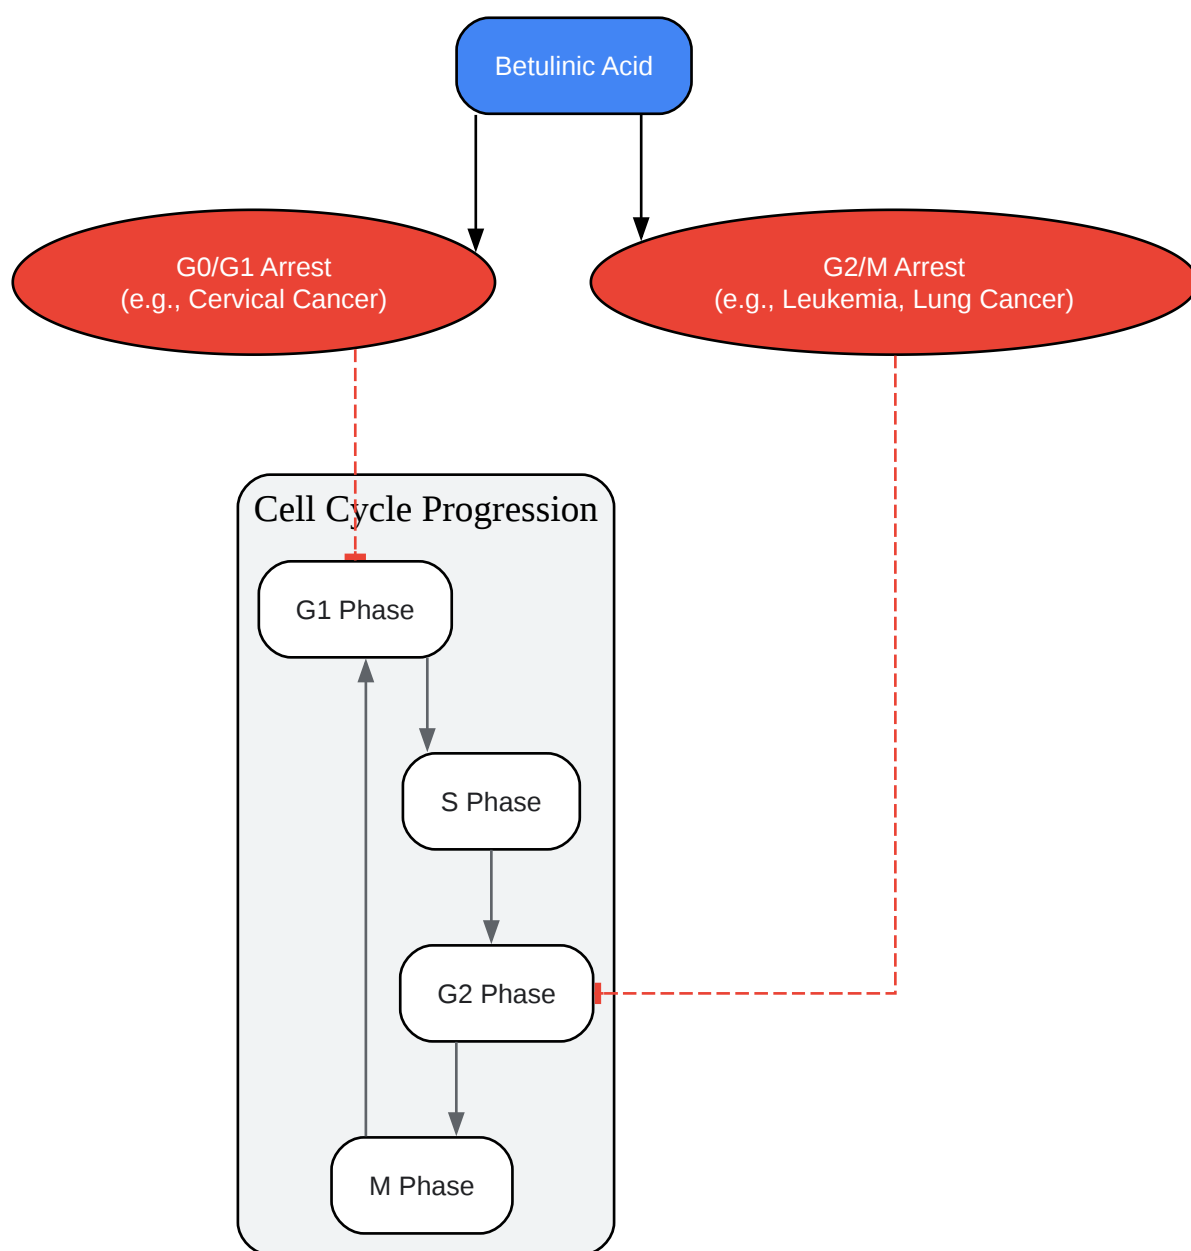 Betulinic Acid
G0/G1 Arrest
(e.g., Cervical Cancer)
G2/M Arrest
(e.g., Leukemia, Lung Cancer)
Cell Cycle Progression
G1 Phase
S Phase
G2 Phase
M Phase